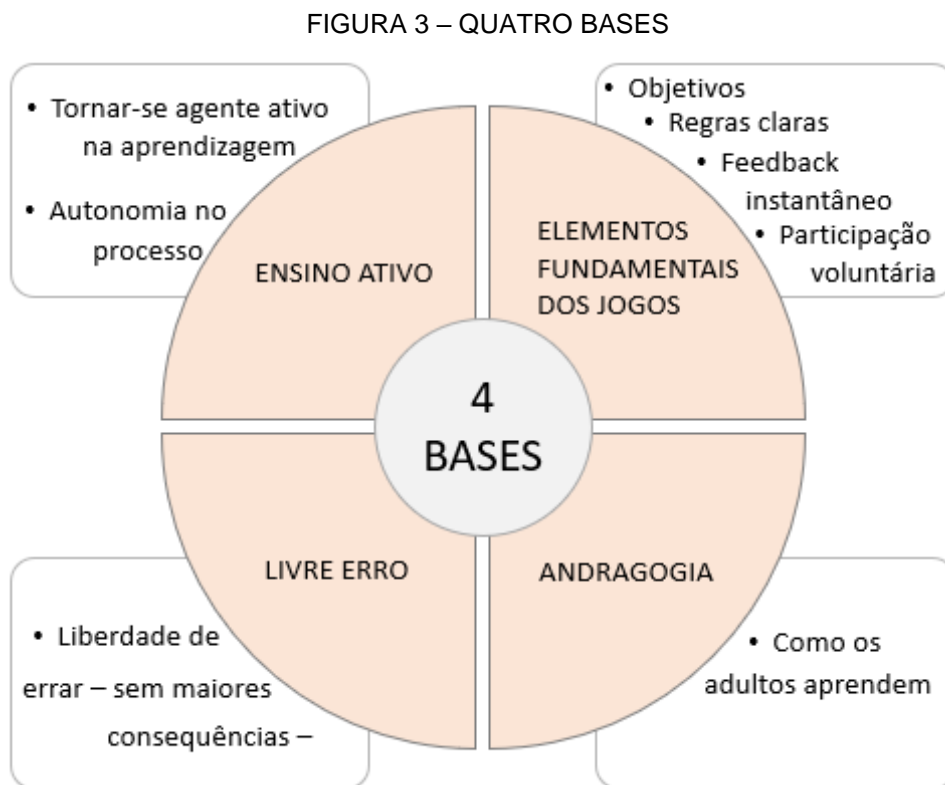 FIGURA 3 – QUATRO BASES
• Tornar-se agente ativo
na aprendizagem
• Autonomia no
processo
ENSINO ATIVO
• Objetivos
• Regras claras
• Feedback
instantâneo
• Participação
voluntária
ELEMENTOS
FUNDAMENTAIS
DOS JOGOS
4
BASES
LIVRE ERRO
• Liberdade de
errar – sem maiores
consequências –
ANDRAGOGIA
• Como os
adultos aprendem